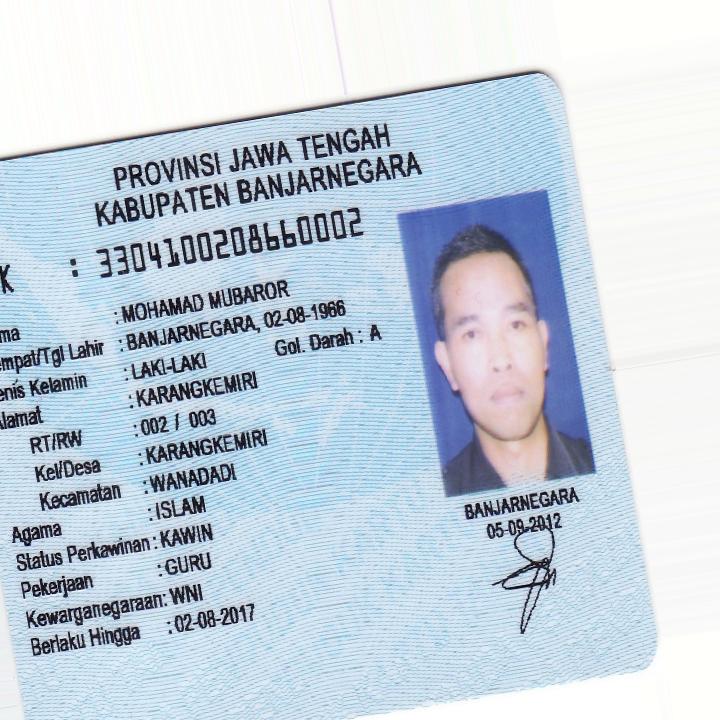 PROVINSI JAWA TENGAH
KABUPATEN BANJARNEGARA
K : 3304100208660002
ma : MOHAMAD MUBAROR
empat/Tgl Lahir : BANJARNEGARA, 02-08-1966
enis Kelamin : LAKI-LAKI Gol. Darah : A
lamat : KARANGKEMIRI
RT/RW : 002 / 003
Kel/Desa : KARANGKEMIRI
Kecamatan : WANADADI
Agama : ISLAM
Status Perkawinan : KAWIN
Pekerjaan : GURU
Kewarganegaraan: WNI
Berlaku Hingga : 02-08-2017
BANJARNEGARA
05-09-2012